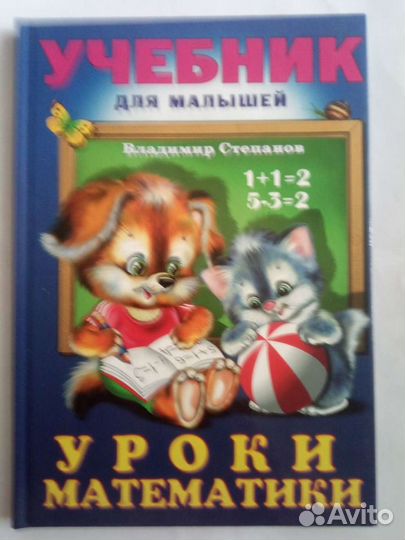 УЧЕБНИК
ДЛЯ МАЛЫШЕЙ
Владимир Степанов
1+1=2
5-3=2
УРОКИ
МАТЕМАТИКИ
Avito